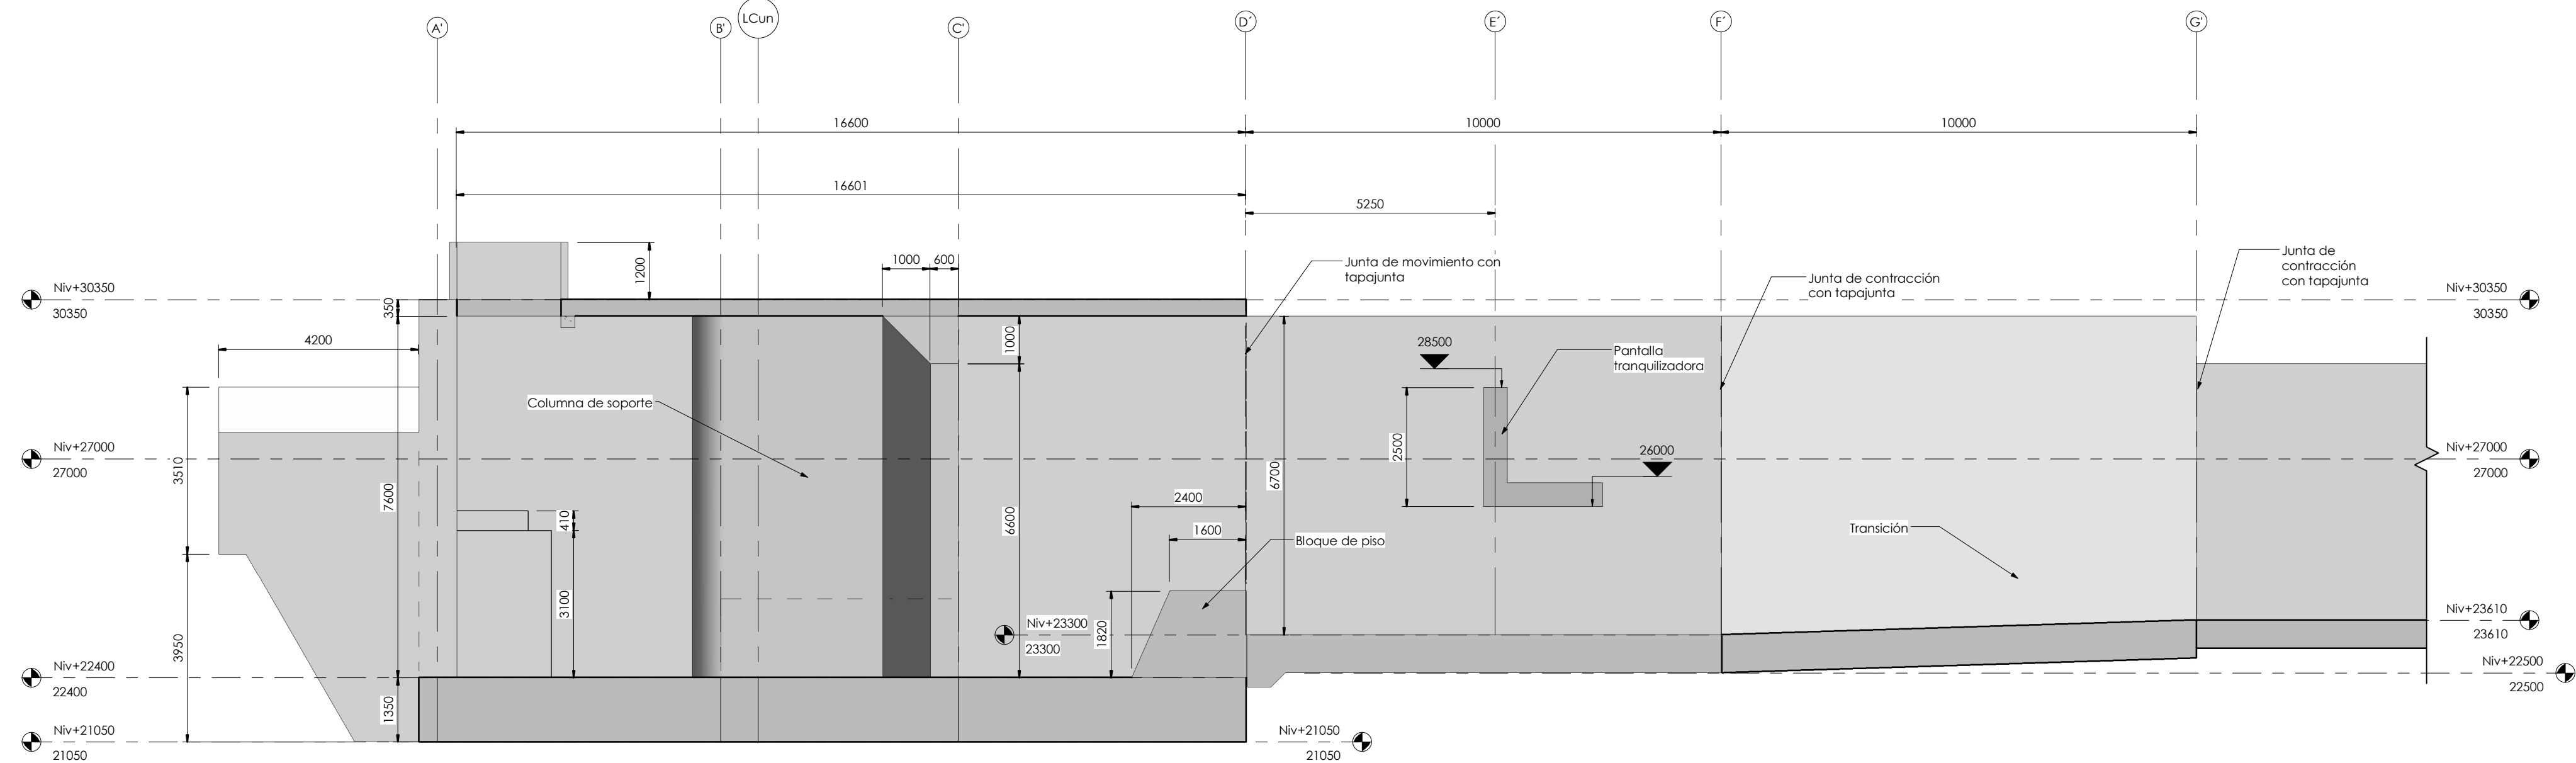 A'
B'
LCun
C'
D´
E´
F´
G'
16600
10000
10000
16601
5250
1200
1000
600
Junta de movimiento con
tapajunta
Junta de contracción
con tapajunta
Junta de
contracción
con tapajunta
Niv+30350
30350
350
Niv+30350
30350
4200
1000
28500
Pantalla
tranquilizadora
Columna de soporte
Niv+27000
27000
3510
7600
2500
26000
6700
Niv+27000
27000
2400
410
6600
1600
Bloque de piso
Transición
3100
1820
Niv+23300
23300
Niv+23610
23610
3950
Niv+22400
22400
Niv+22500
22500
1350
Niv+21050
21050
Niv+21050
21050